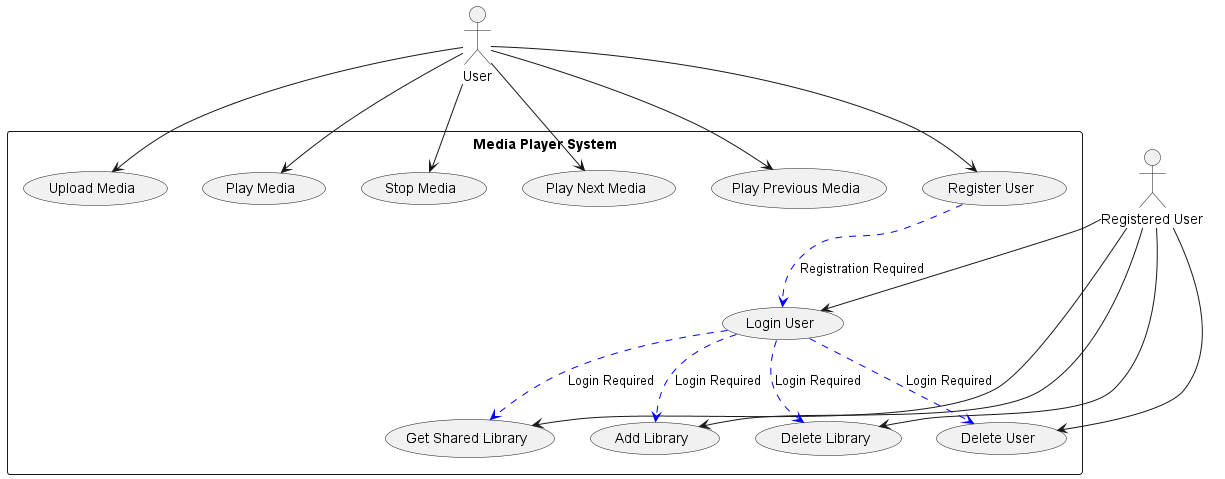 User
Media Player System
Upload Media
Play Media
Stop Media
Play Next Media
Play Previous Media
Register User
Registered User
Registration Required
Login User
Login Required
Login Required
Login Required
Login Required
Get Shared Library
Add Library
Delete Library
Delete User